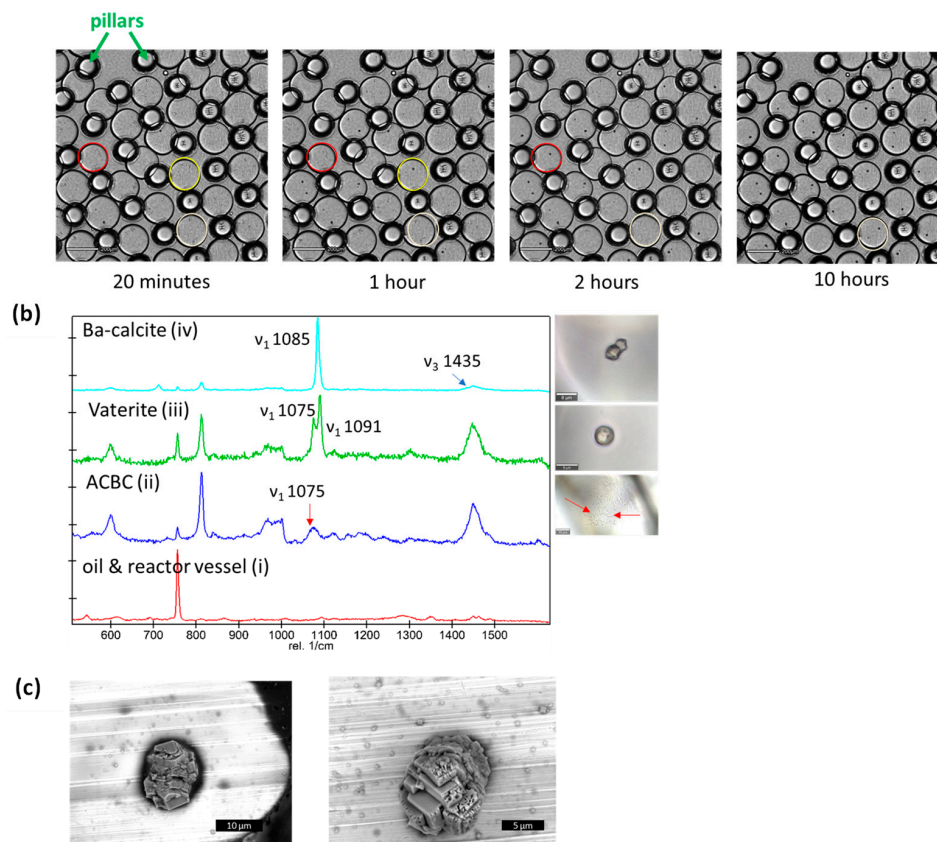 pillars
20 minutes
1 hour
2 hours
10 hours
(b)
Ba-calcite (iv)
ν1 1085
ν3 1435
Vaterite (iii)
ν1 1075
ν1 1091
ACBC (ii)
ν1 1075
oil & reactor vessel (i)
600 700 800 900 1000 1100 1200 1300 1400 1500
rel. 1/cm
(c)
10 µm
5 µm